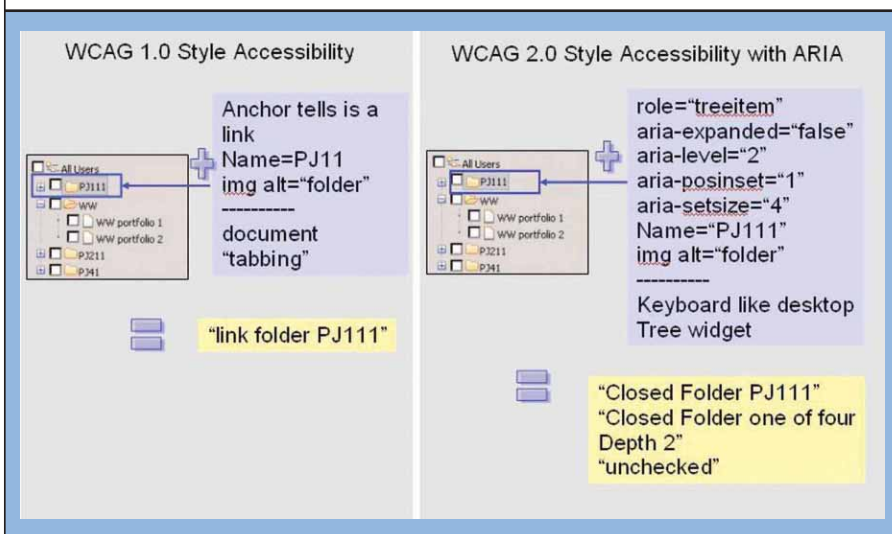 WCAG 1.0 Style Accessibility
Anchor tells is a
link
Name=PJ11
img alt="folder"
----------
document
"tabbing"
All Users
PJ111
WW
WW portfolio 1
WW portfolio 2
PJ211
PJ41
"link folder PJ111"
WCAG 2.0 Style Accessibility with ARIA
role="treeitem"
aria-expanded="false"
aria-level="2"
aria-posinset="1"
aria-setsize="4"
Name="PJ111"
img alt="folder"
----------
Keyboard like desktop
Tree widget
All Users
PJ111
WW
WW portfolio 1
WW portfolio 2
PJ211
PJ41
"Closed Folder PJ111"
"Closed Folder one of four
Depth 2"
"unchecked"